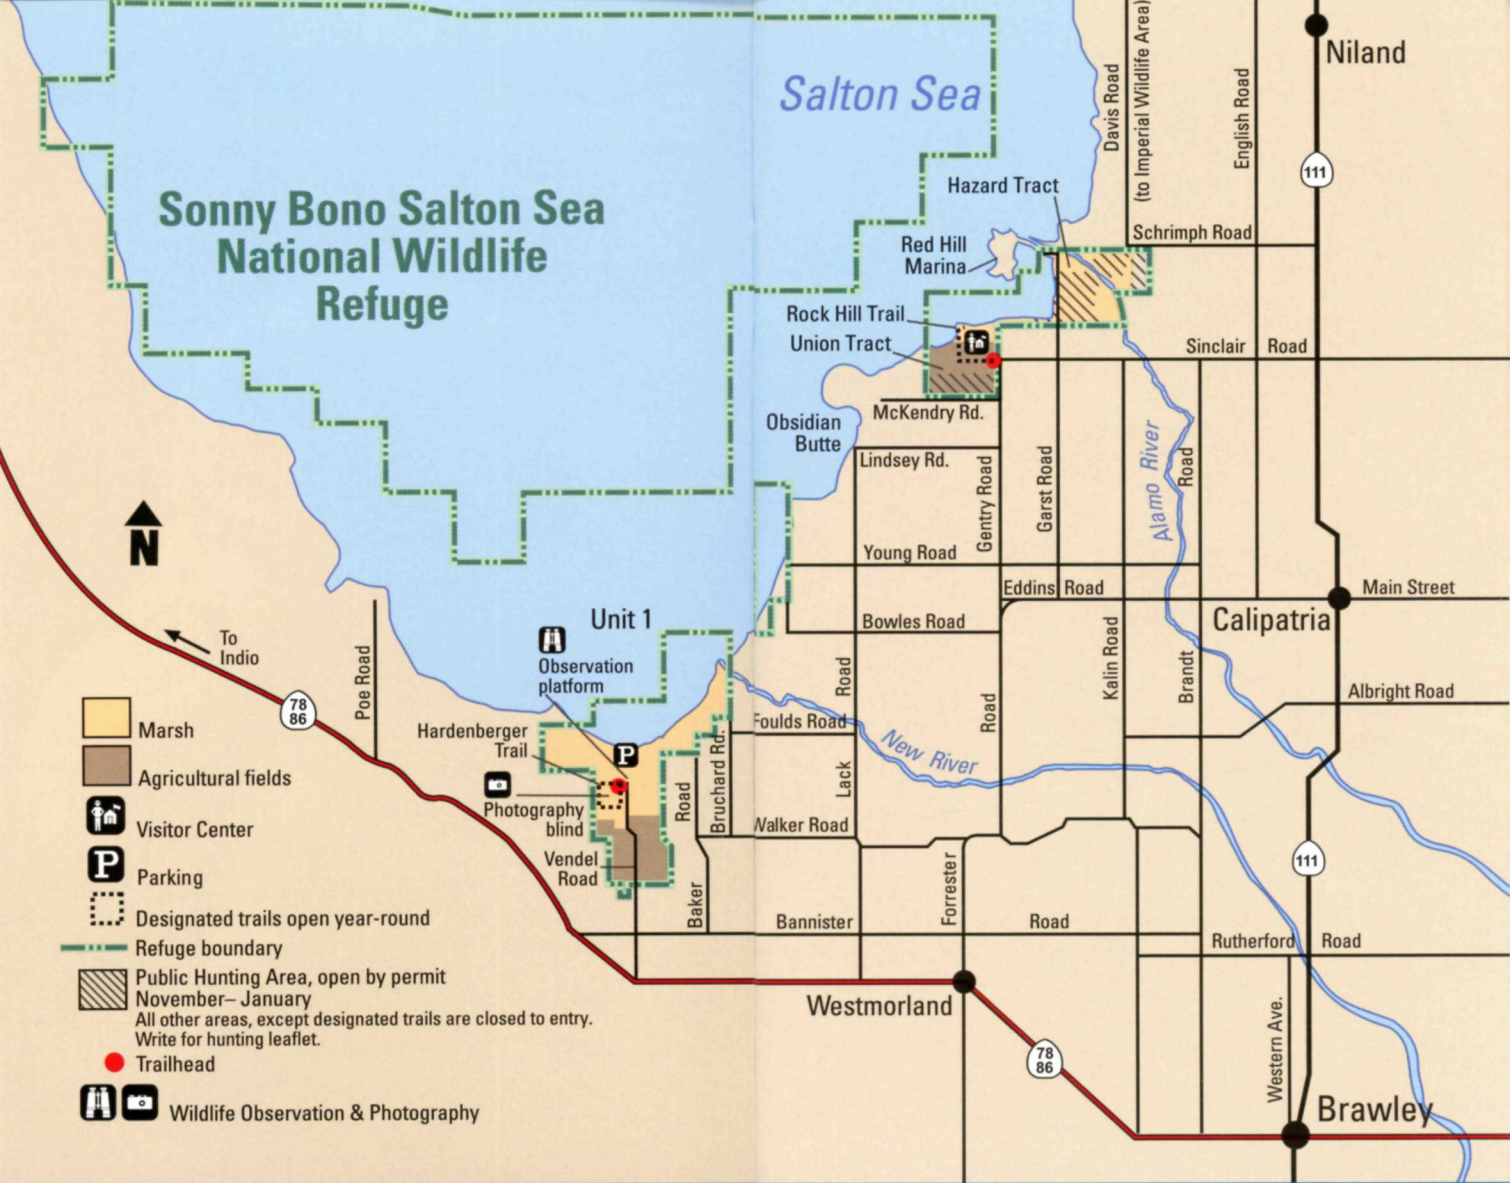 Salton Sea
Sonny Bono Salton Sea
National Wildlife
Refuge
Niland
Davis Road
(to Imperial Wildlife Area)
English Road
111
Hazard Tract
Schrimph Road
Red Hill
Marina
Rock Hill Trail
Union Tract
Sinclair Road
McKendry Rd.
Obsidian
Butte
Lindsey Rd.
Gentry Road
Garst Road
Alamo River
Road
Young Road
Eddins Road
Main Street
Calipatria
Bowles Road
N
To
Indio
78
86
Poe Road
Unit 1
Observation
platform
Hardenberger
Trail
P
Photography
blind
Vendel
Road
Road
Baker
Bruchard Rd.
Foulds Road
Road
Lack
New River
Road
Kalin Road
Brandt
Albright Road
Walker Road
Forrester
Bannister Road
111
Rutherford Road
Westmorland
78
86
Western Ave.
Brawley
Marsh
Agricultural fields
Visitor Center
P
Parking
Designated trails open year-round
Refuge boundary
Public Hunting Area, open by permit
November– January
All other areas, except designated trails are closed to entry.
Write for hunting leaflet.
Trailhead
Wildlife Observation & Photography